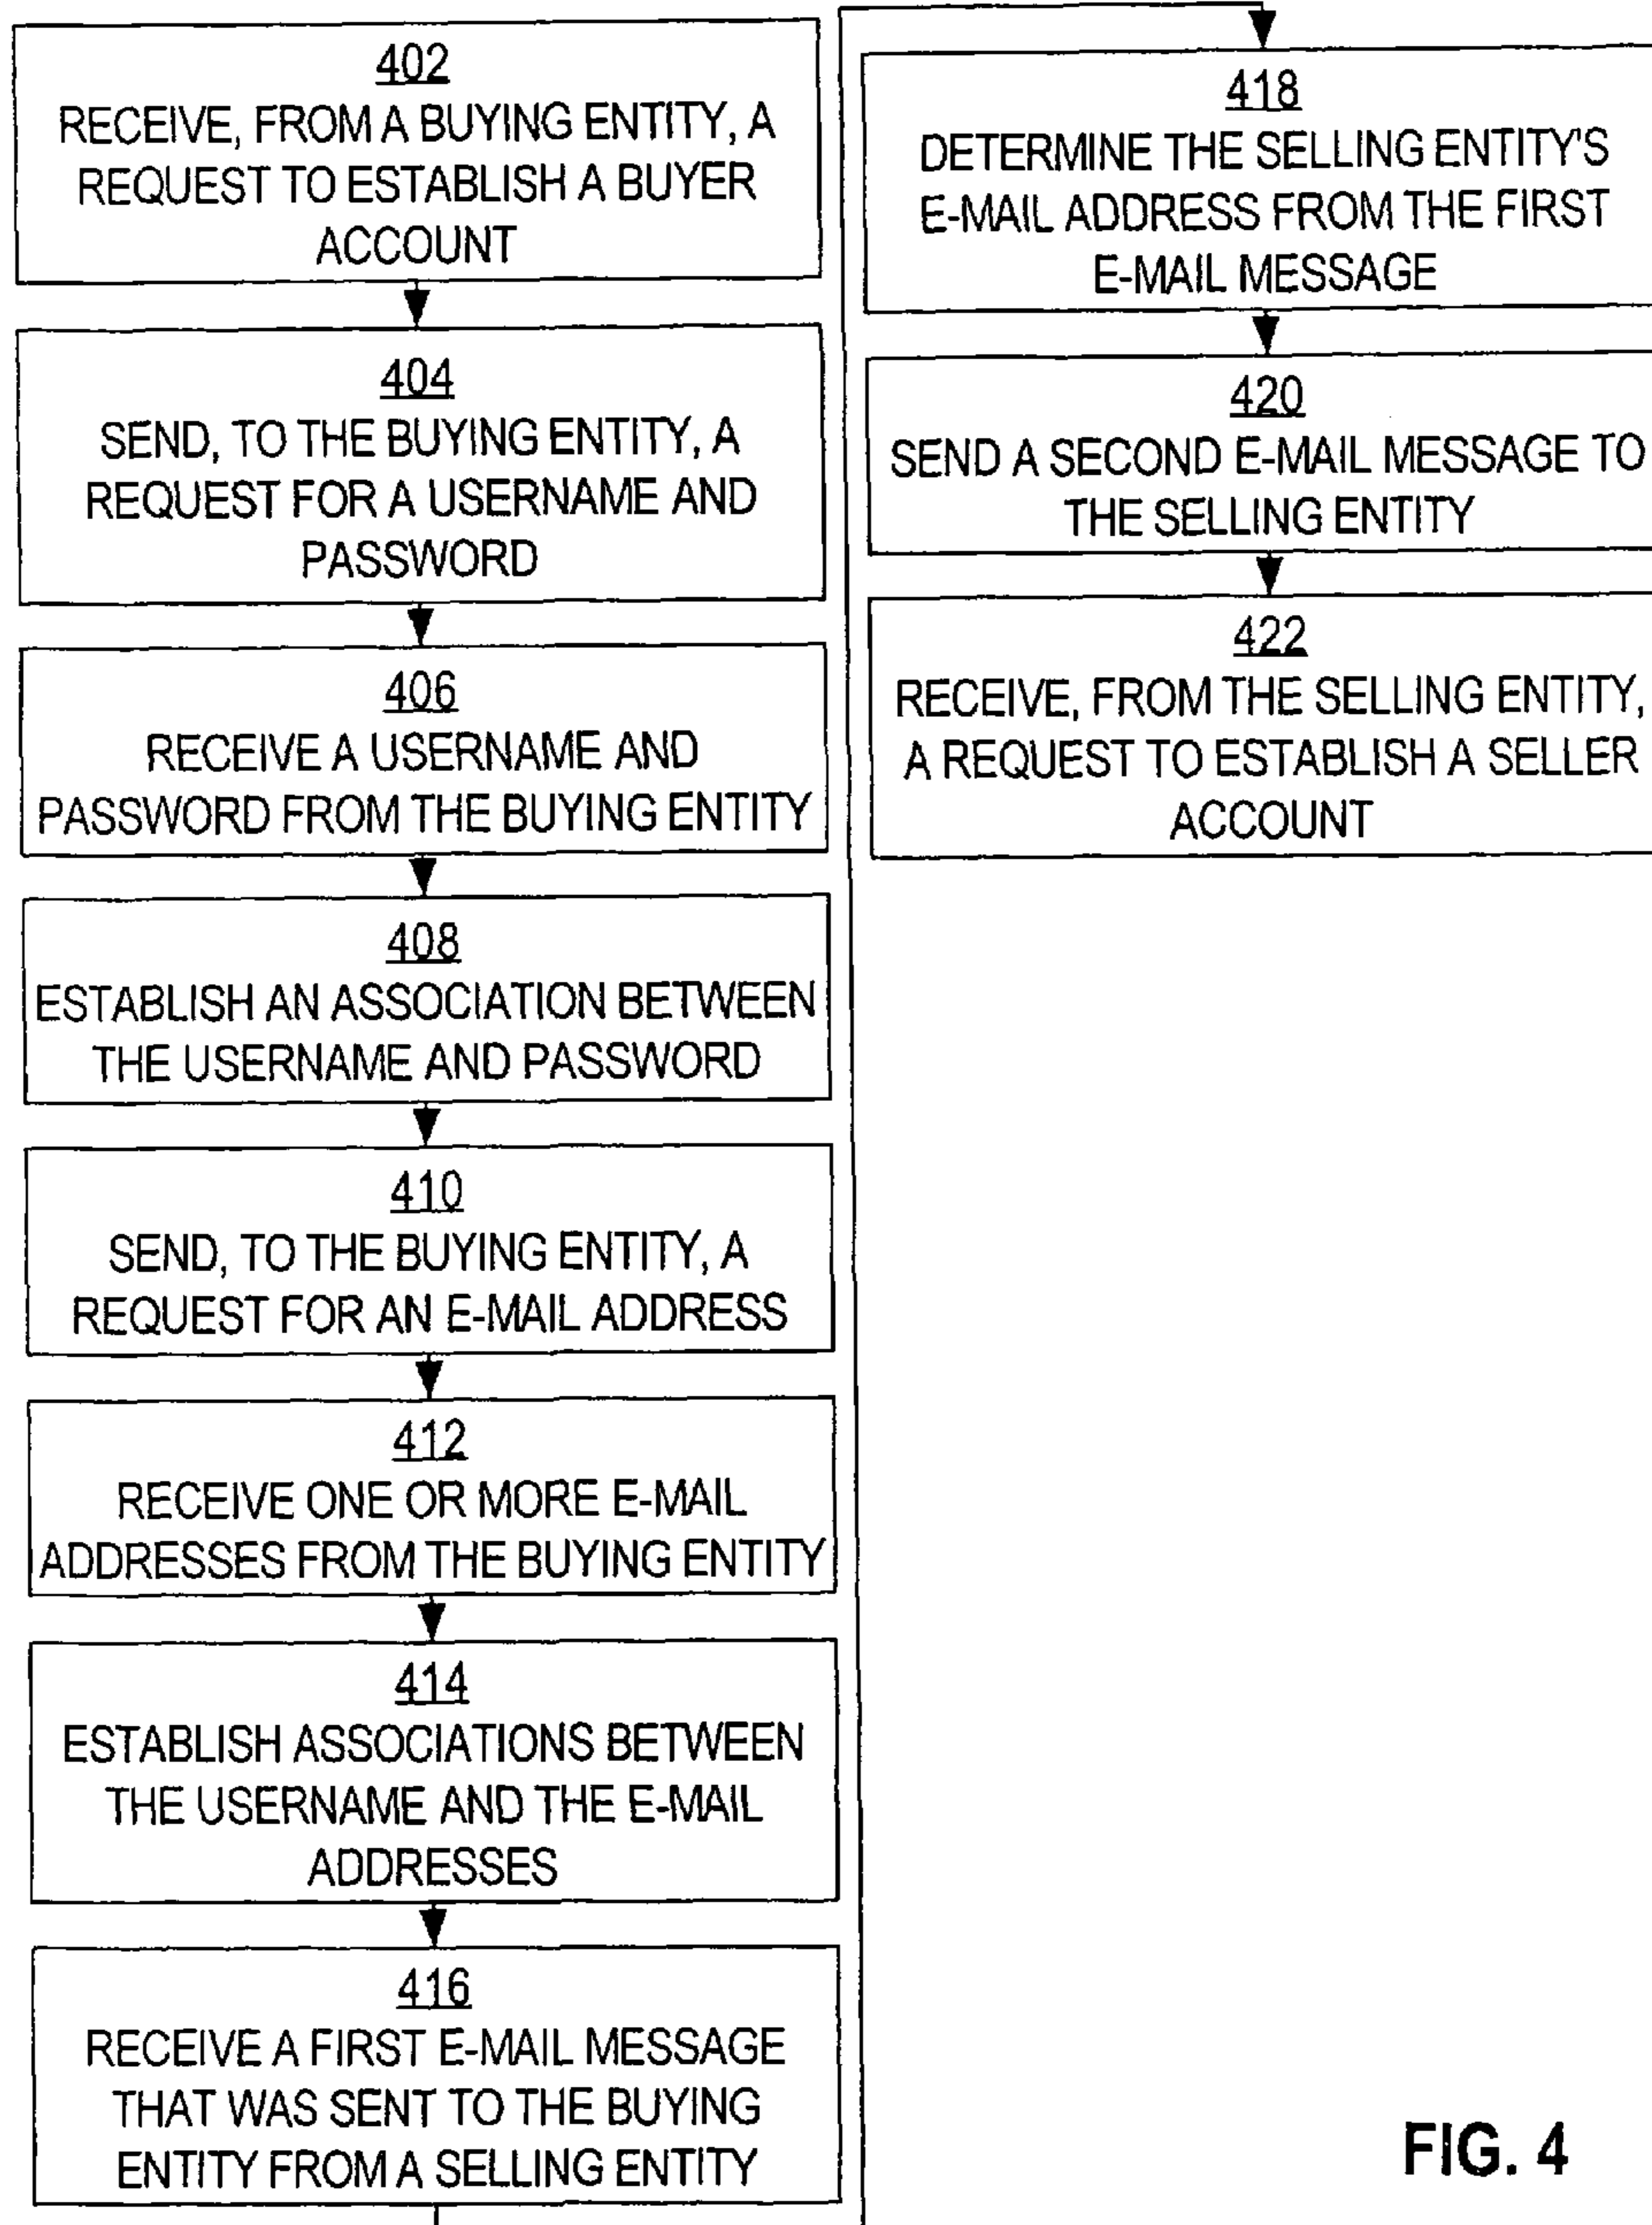 402
RECEIVE, FROM A BUYING ENTITY, A
REQUEST TO ESTABLISH A BUYER
ACCOUNT
404
SEND, TO THE BUYING ENTITY, A
REQUEST FOR A USERNAME AND
PASSWORD
406
RECEIVE A USERNAME AND
PASSWORD FROM THE BUYING ENTITY
408
ESTABLISH AN ASSOCIATION BETWEEN
THE USERNAME AND PASSWORD
410
SEND, TO THE BUYING ENTITY, A
REQUEST FOR AN E-MAIL ADDRESS
412
RECEIVE ONE OR MORE E-MAIL
ADDRESSES FROM THE BUYING ENTITY
414
ESTABLISH ASSOCIATIONS BETWEEN
THE USERNAME AND THE E-MAIL
ADDRESSES
416
RECEIVE A FIRST E-MAIL MESSAGE
THAT WAS SENT TO THE BUYING
ENTITY FROM A SELLING ENTITY
418
DETERMINE THE SELLING ENTITY'S
E-MAIL ADDRESS FROM THE FIRST
E-MAIL MESSAGE
420
SEND A SECOND E-MAIL MESSAGE TO
THE SELLING ENTITY
422
RECEIVE, FROM THE SELLING ENTITY,
A REQUEST TO ESTABLISH A SELLER
ACCOUNT
FIG. 4